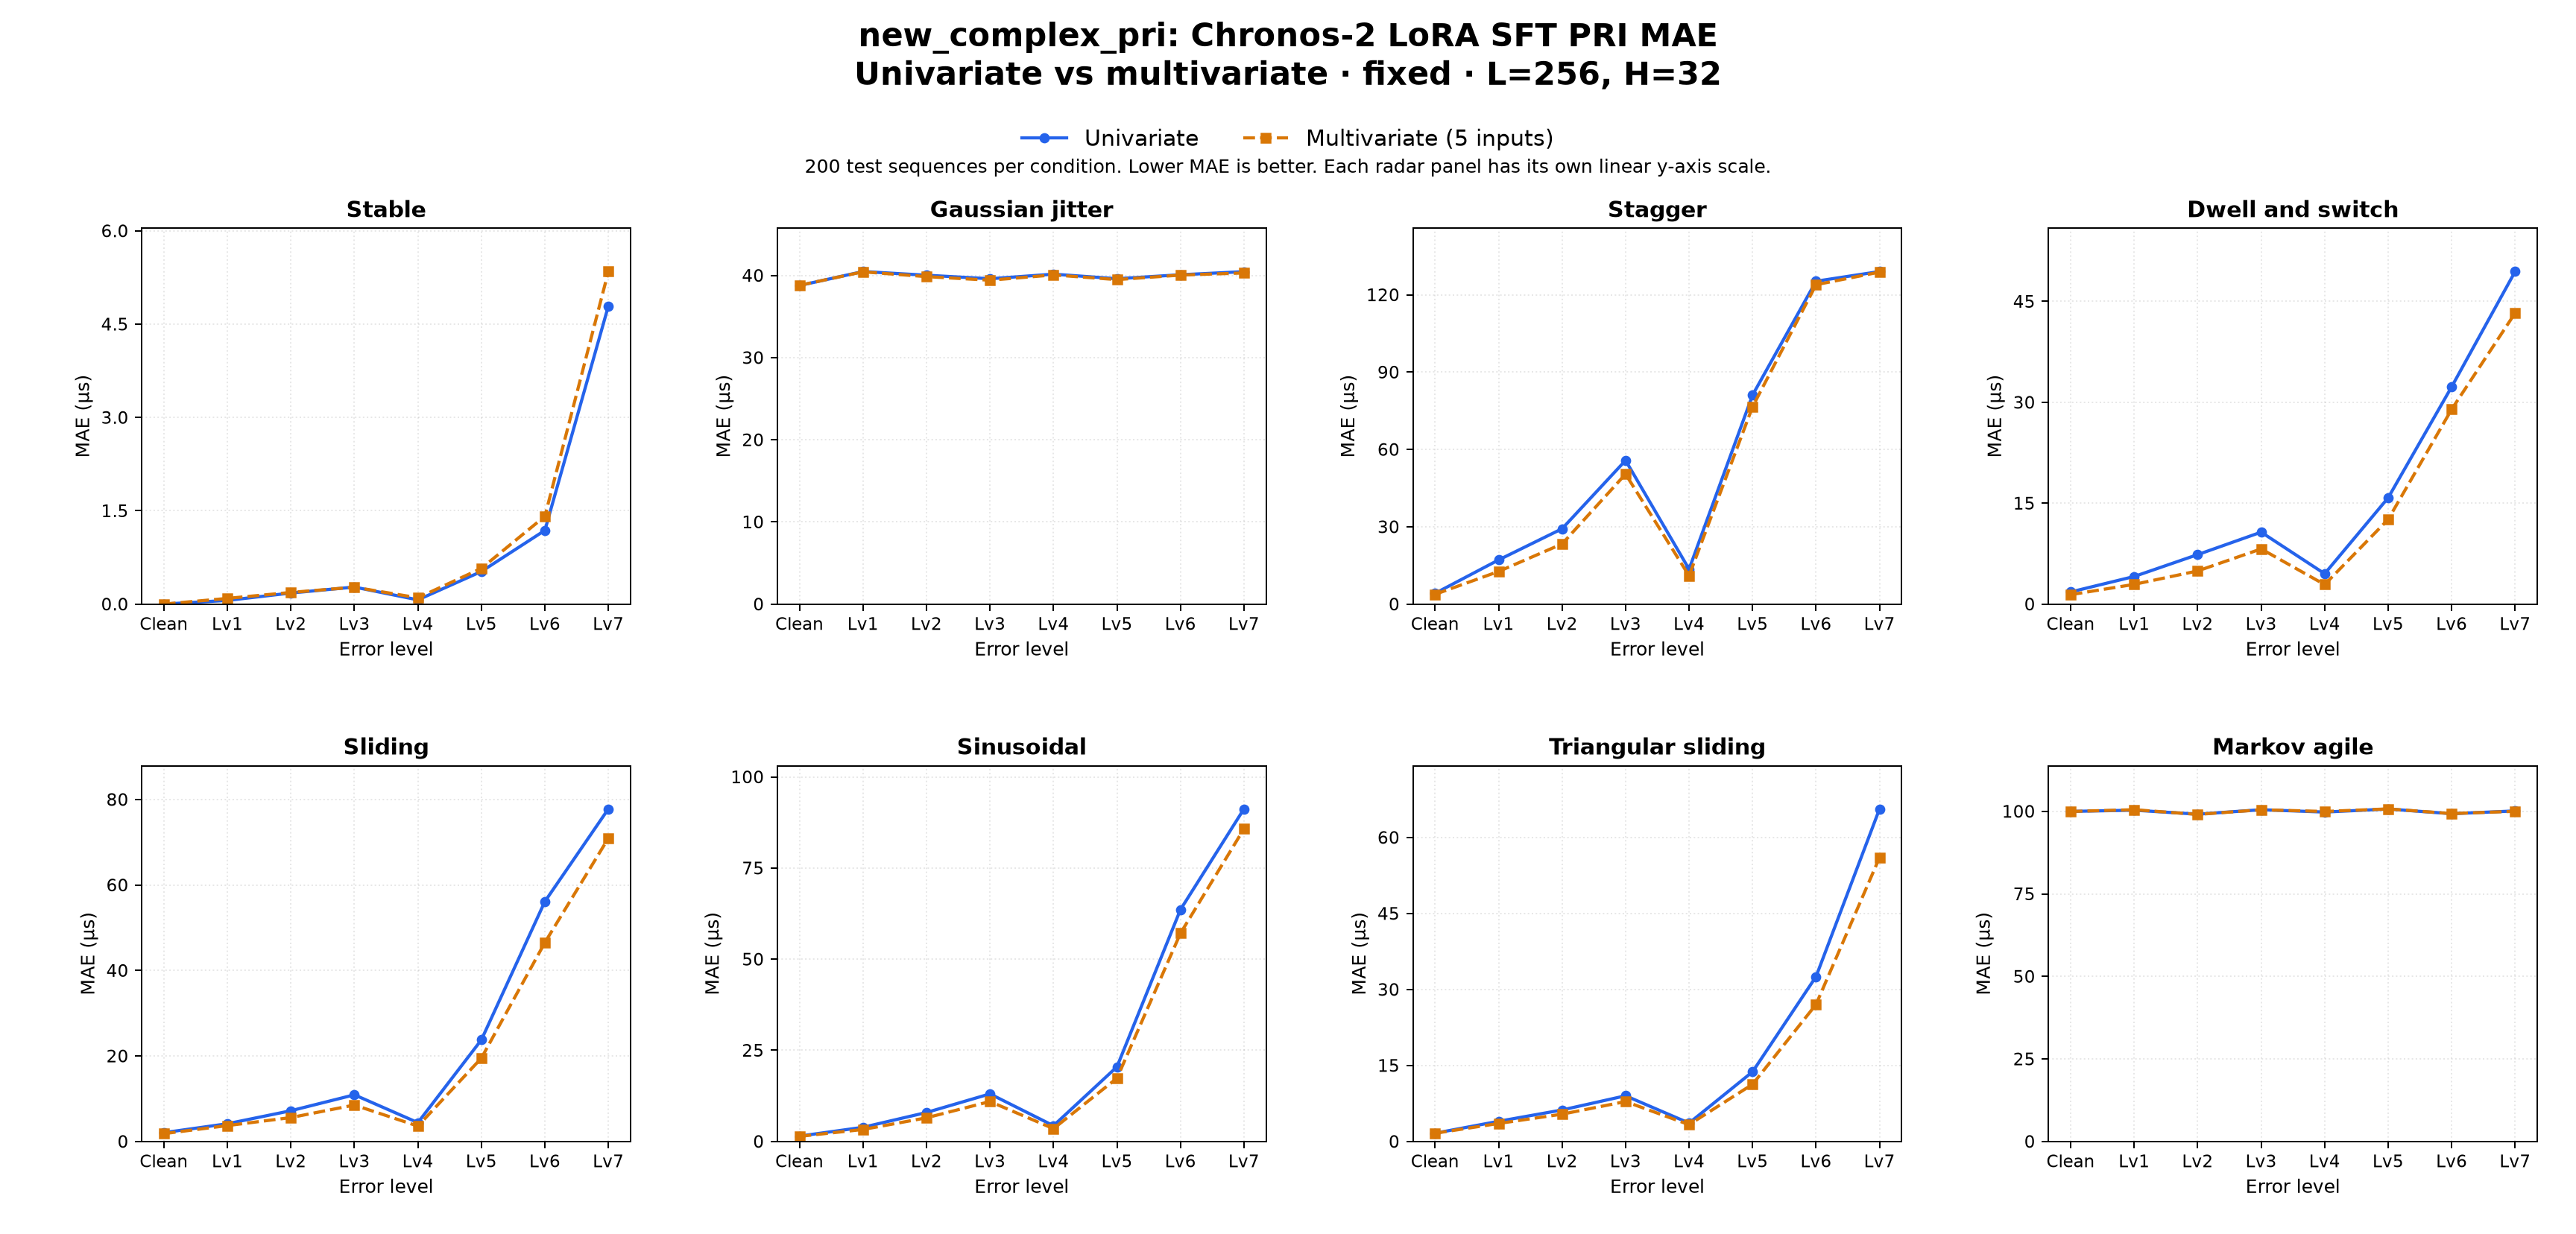 new_complex_pri: Chronos-2 LoRA SFT PRI MAE
Univariate vs multivariate · fixed · L=256, H=32
Univariate
Multivariate (5 inputs)
200 test sequences per condition. Lower MAE is better. Each radar panel has its own linear y-axis scale.
Stable
MAE (µs)
6.0
4.5
3.0
1.5
0.0
Clean Lv1 Lv2 Lv3 Lv4 Lv5 Lv6 Lv7
Error level
Gaussian jitter
MAE (µs)
40
30
20
10
0
Clean Lv1 Lv2 Lv3 Lv4 Lv5 Lv6 Lv7
Error level
Stagger
MAE (µs)
120
90
60
30
0
Clean Lv1 Lv2 Lv3 Lv4 Lv5 Lv6 Lv7
Error level
Dwell and switch
MAE (µs)
45
30
15
0
Clean Lv1 Lv2 Lv3 Lv4 Lv5 Lv6 Lv7
Error level
Sliding
MAE (µs)
80
60
40
20
0
Clean Lv1 Lv2 Lv3 Lv4 Lv5 Lv6 Lv7
Error level
Sinusoidal
MAE (µs)
100
75
50
25
0
Clean Lv1 Lv2 Lv3 Lv4 Lv5 Lv6 Lv7
Error level
Triangular sliding
MAE (µs)
60
45
30
15
0
Clean Lv1 Lv2 Lv3 Lv4 Lv5 Lv6 Lv7
Error level
Markov agile
MAE (µs)
100
75
50
25
0
Clean Lv1 Lv2 Lv3 Lv4 Lv5 Lv6 Lv7
Error level